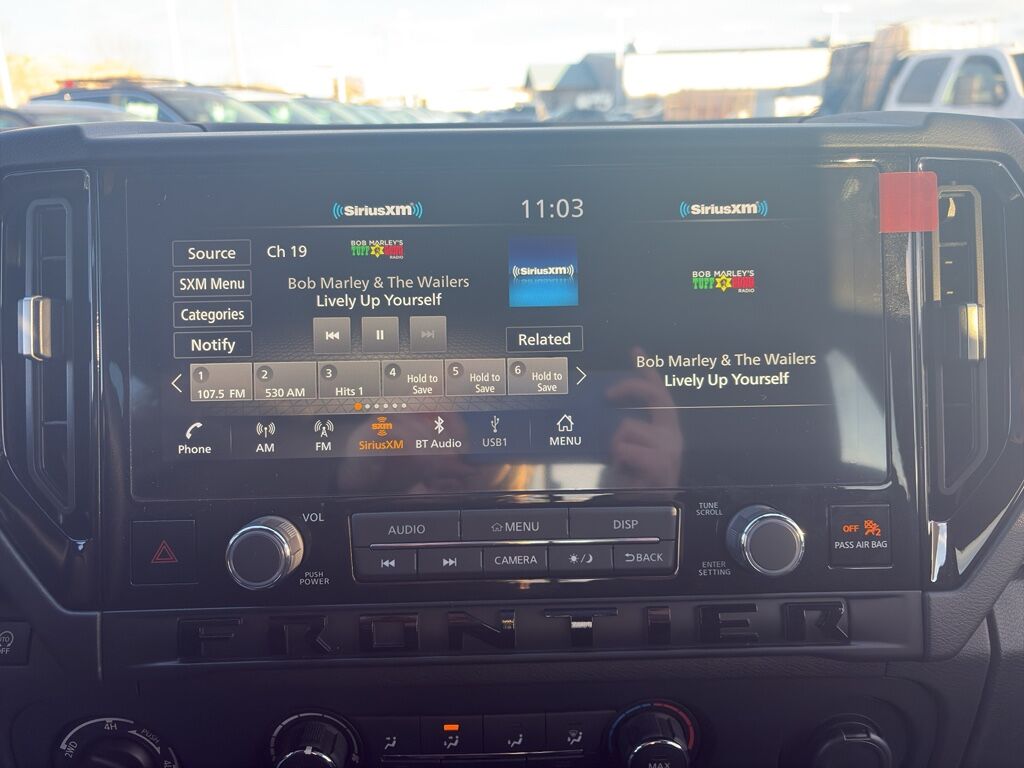 SiriusXM
11:03
SiriusXM
Source
Ch 19
BOB MARLEY'S
TUFF GONG
RADIO
SiriusXM
SXM Menu
Bob Marley & The Wailers
Lively Up Yourself
Categories
Notify
Related
BOB MARLEY'S
TUFF GONG
RADIO
Bob Marley & The Wailers
Lively Up Yourself
1
107.5 FM
2
530 AM
3
Hits 1
4
Hold to
Save
5
Hold to
Save
6
Hold to
Save
Phone
AM
FM
sxm
SiriusXM
BT Audio
USB1
MENU
VOL
PUSH
POWER
AUDIO
MENU
DISP
CAMERA
BACK
TUNE
SCROLL
ENTER
SETTING
OFF
2
PASS AIR BAG
FRONTIER
OFF
2WD
4H
PUSH
MAX